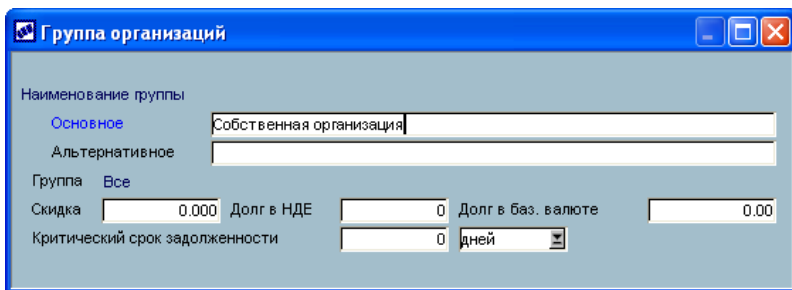 Группа организаций
Наименование группы
Основное Собственная организация
Альтернативное
Группа Все
Скидка 0.000 Долг в НДЕ 0 Долг в баз. валюте 0.00
Критический срок задолженности 0 дней